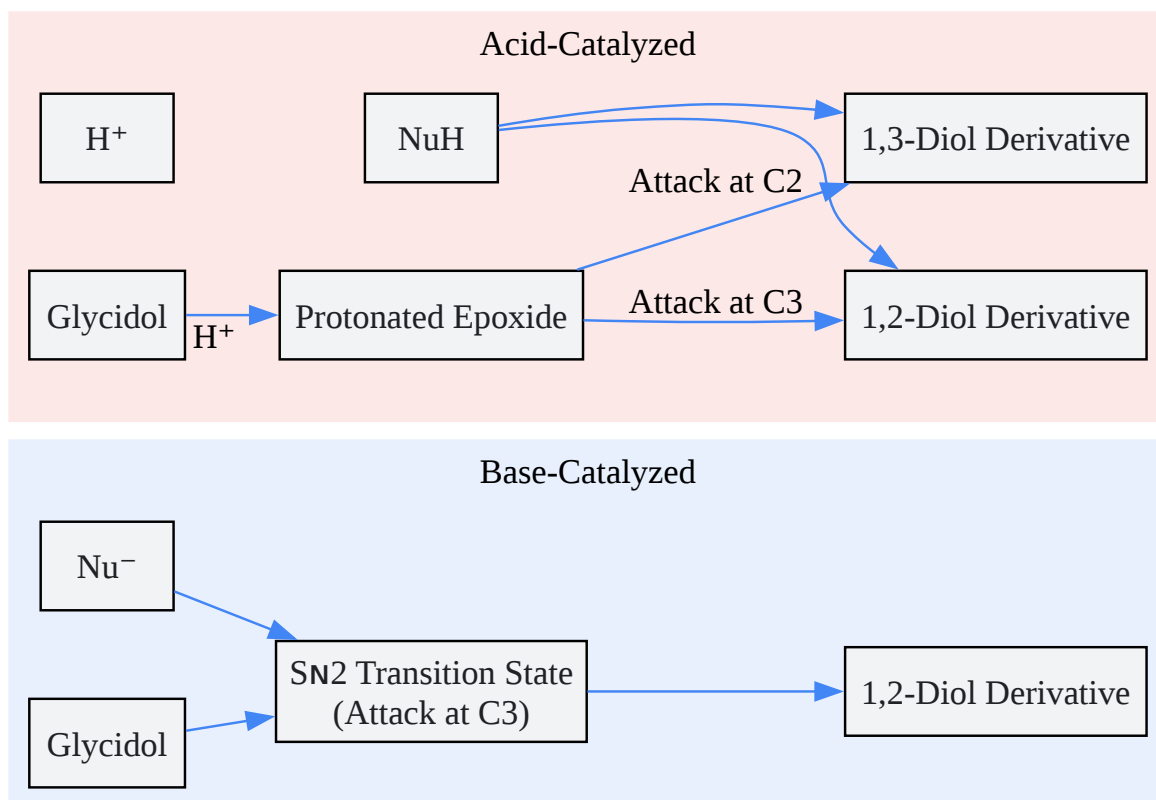 Acid-Catalyzed
H⁺
NuH
1,3-Diol Derivative
Attack at C2
Glycidol
H⁺
Protonated Epoxide
Attack at C3
1,2-Diol Derivative
Base-Catalyzed
Nu⁻
Glycidol
Sɴ2 Transition State
(Attack at C3)
1,2-Diol Derivative